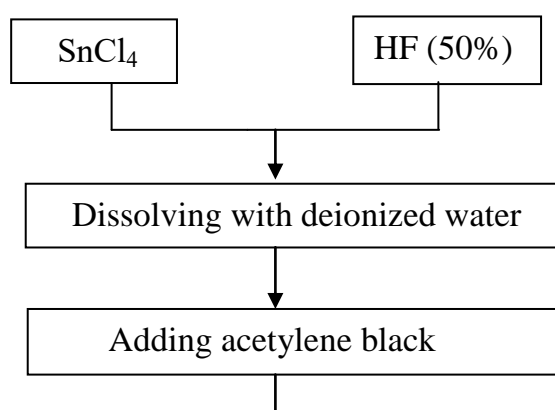 SnCl₄
HF (50%)
Dissolving with deionized water
Adding acetylene black